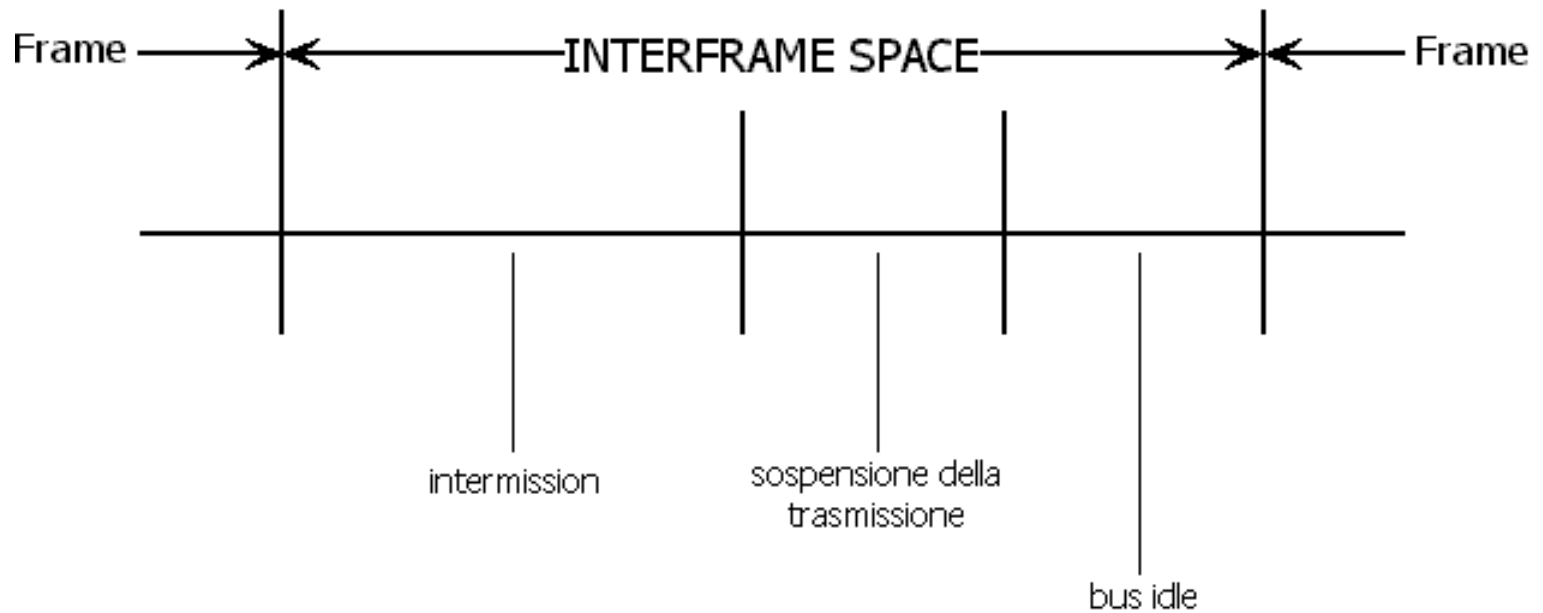 Frame
INTERFRAME SPACE
Frame
intermission
sospensione della
trasmissione
bus idle